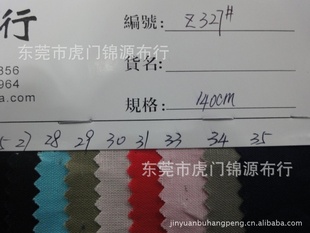 行
編號: Z327#
东莞市虎门锦源布行
856
貨名:
964
a.com
規格: 140cm
27 28 29 30 31 33 34 35
东莞市虎门锦源布行
jinyuanbuhangpeng.cn.alibaba.com